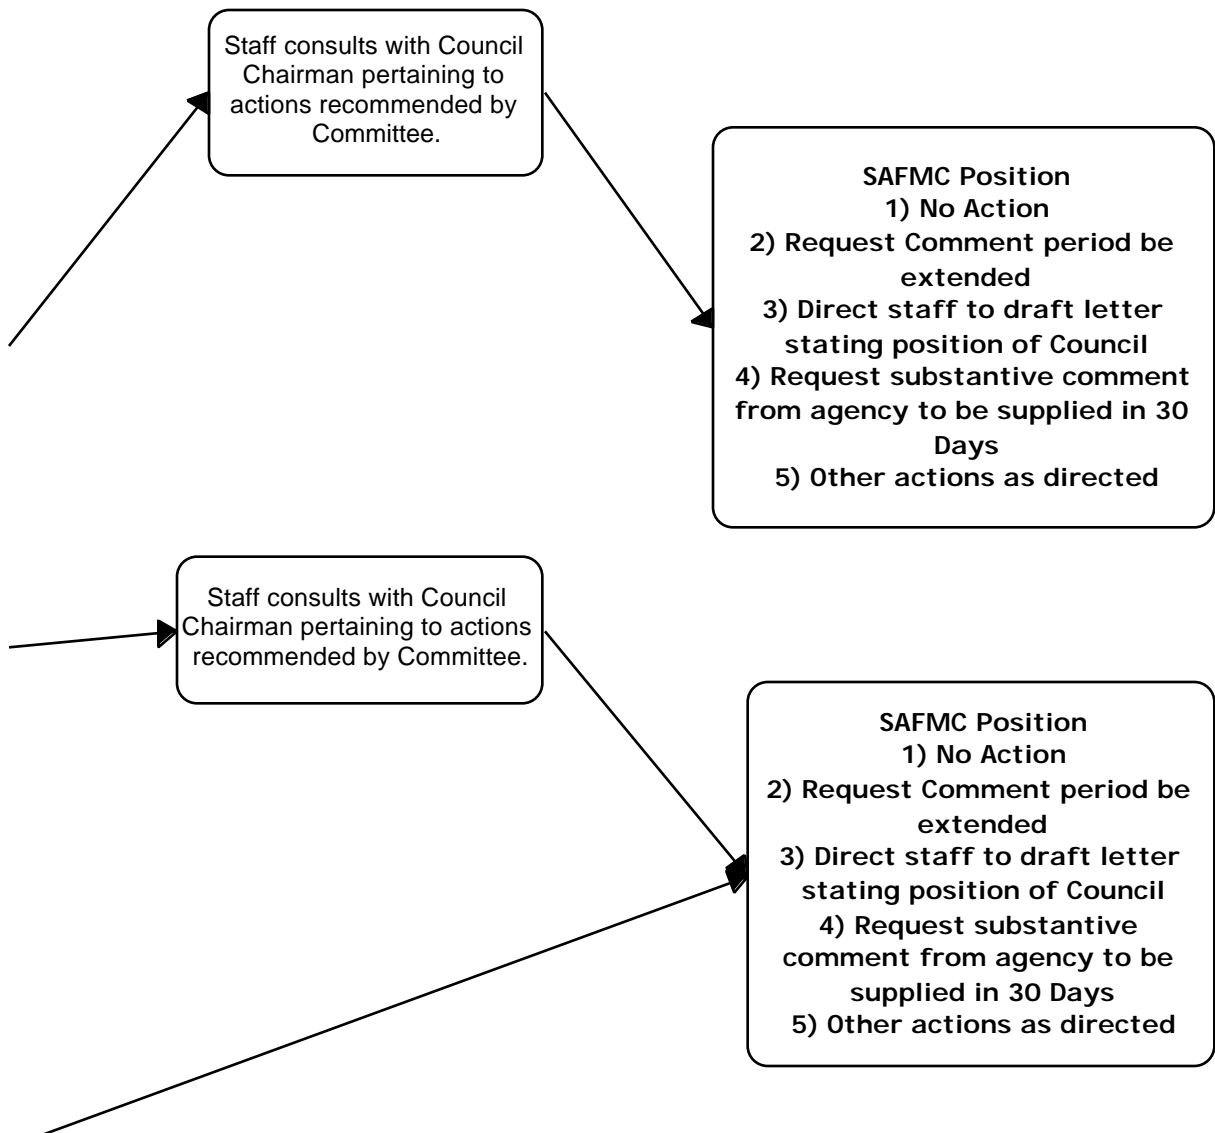 Staff consults with Council
Chairman pertaining to
actions recommended by
Committee.
SAFMC Position
1) No Action
2) Request Comment period be
extended
3) Direct staff to draft letter
stating position of Council
4) Request substantive comment
from agency to be supplied in 30
Days
5) 0ther actions as directed
Staff consults with Council
Chairman pertaining to actions
recommended by Committee.
SAFMC Position
1) No Action
2) Request Comment period be
extended
3) Direct staff to draft letter
stating position of Council
4) Request substantive
comment from agency to be
supplied in 30 Days
5) 0ther actions as directed